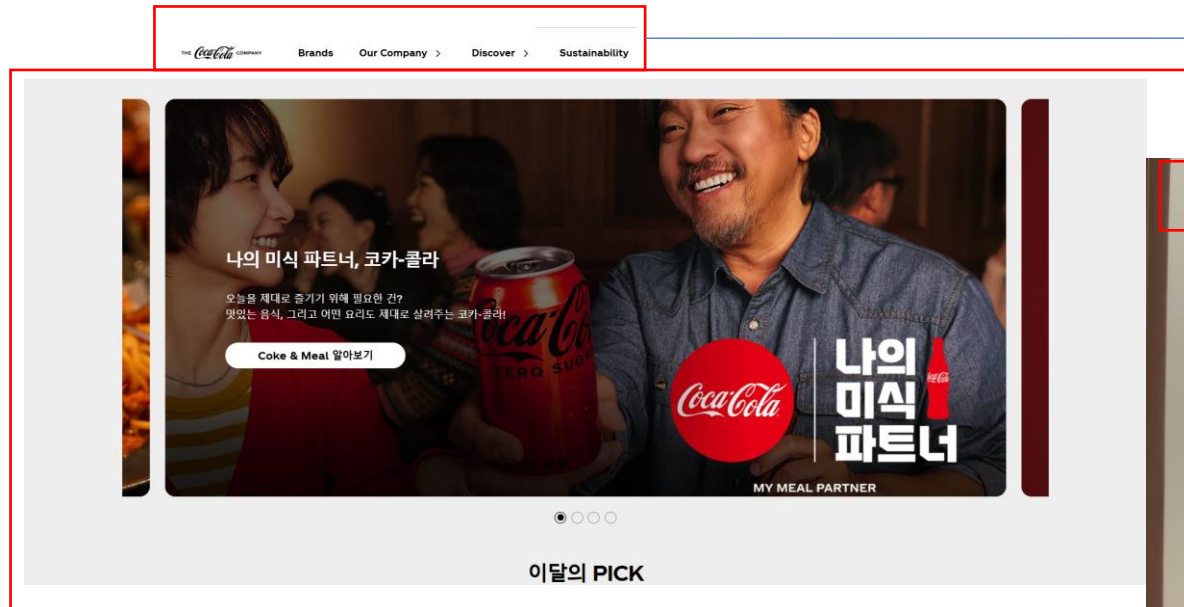 THE Coca-Cola COMPANY Brands Our Company > Discover > Sustainability
나의 미식 파트너, 코카-콜라
오늘을 제대로 즐기기 위해 필요한 건?
맛있는 음식, 그리고 어떤 요리도 제대로 살려주는 코카-콜라!
Coke & Meal 알아보기
Coca-Cola
ZERO SUGAR
Coca-Cola
나의
미식
파트너
Coca-Cola
MY MEAL PARTNER
이달의 PICK